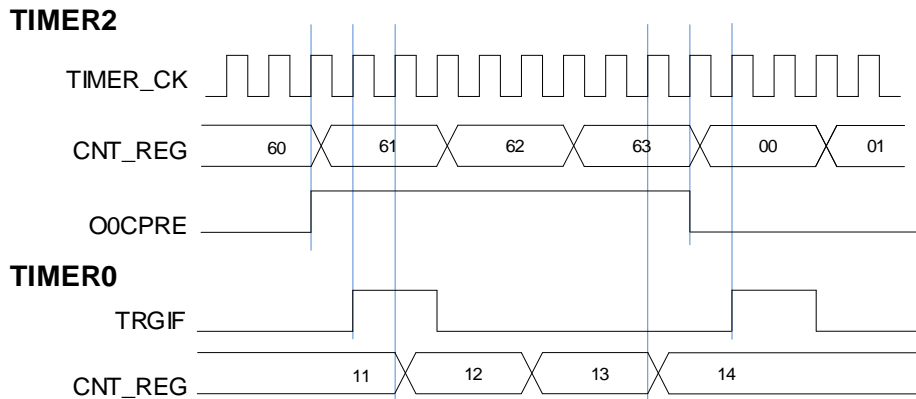 TIMER2
TIMER_CK
CNT_REG 60 61 62 63 00 01
O0CPRE
TIMER0
TRGIF
CNT_REG 11 12 13 14